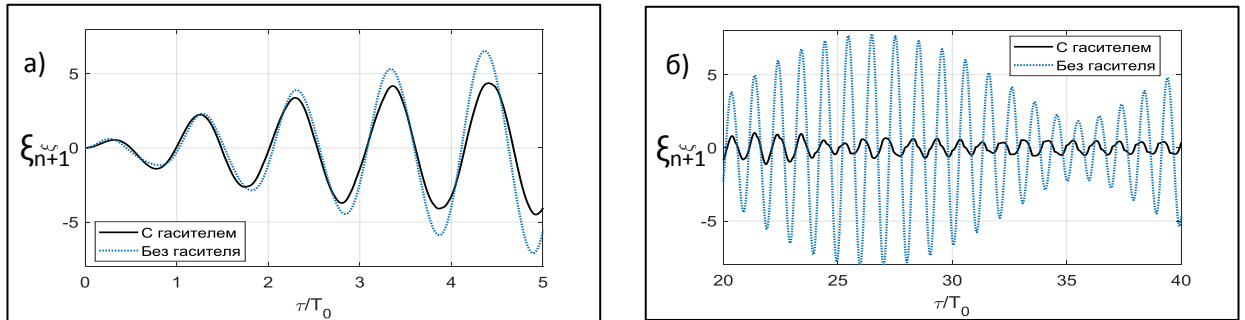 а)
5
0
-5
ξn+1 ξ
С гасителем
Без гасителя
0 1 2 3 4 5
τ/T0
б)
5
0
-5
ξn+1 ξ
С гасителем
Без гасителя
20 25 30 35 40
τ/T0